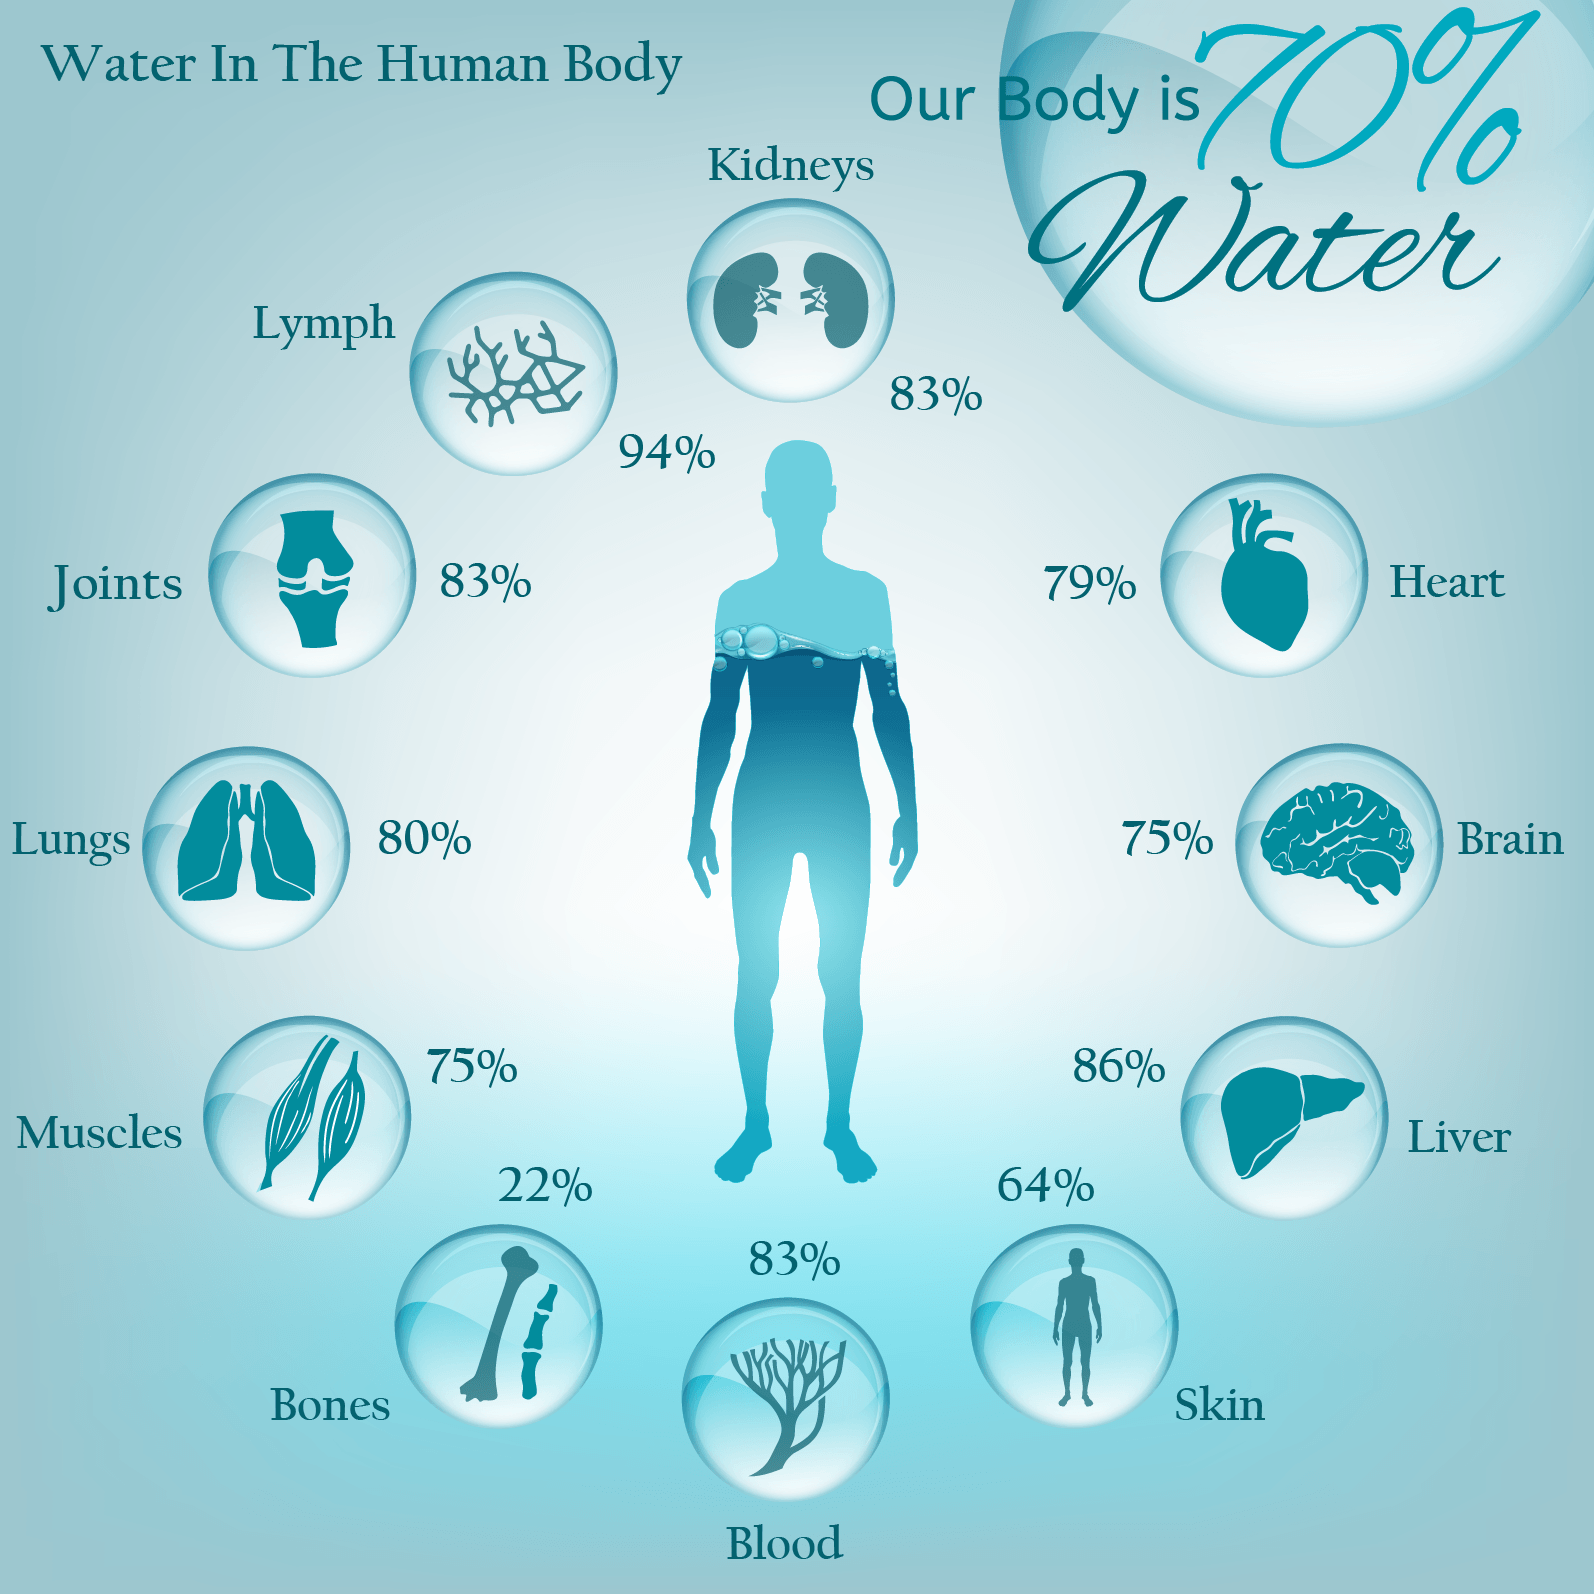 Water In The Human Body
Our Body is 70%
Water
Kidneys
83%
Lymph
94%
Joints
83%
79%
Heart
Lungs
80%
75%
Brain
Muscles
75%
86%
Liver
22%
Bones
83%
Blood
64%
Skin